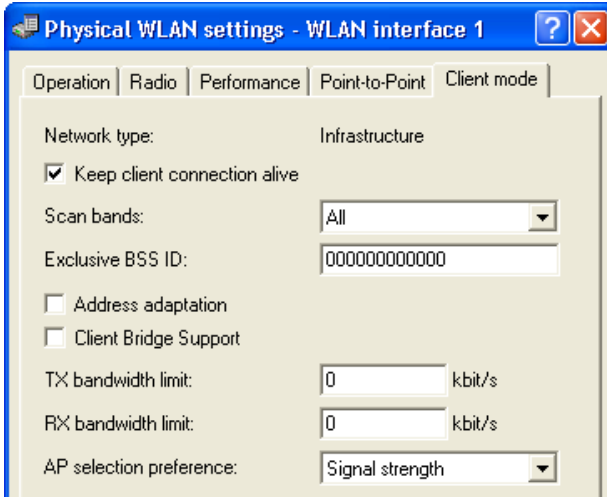 Physical WLAN settings - WLAN interface 1 ?
Operation Radio Performance Point-to-Point Client mode
Network type: Infrastructure
Keep client connection alive
Scan bands: All
Exclusive BSS ID: 000000000000
Address adaptation
Client Bridge Support
TX bandwidth limit: 0 kbit/s
RX bandwidth limit: 0 kbit/s
AP selection preference: Signal strength